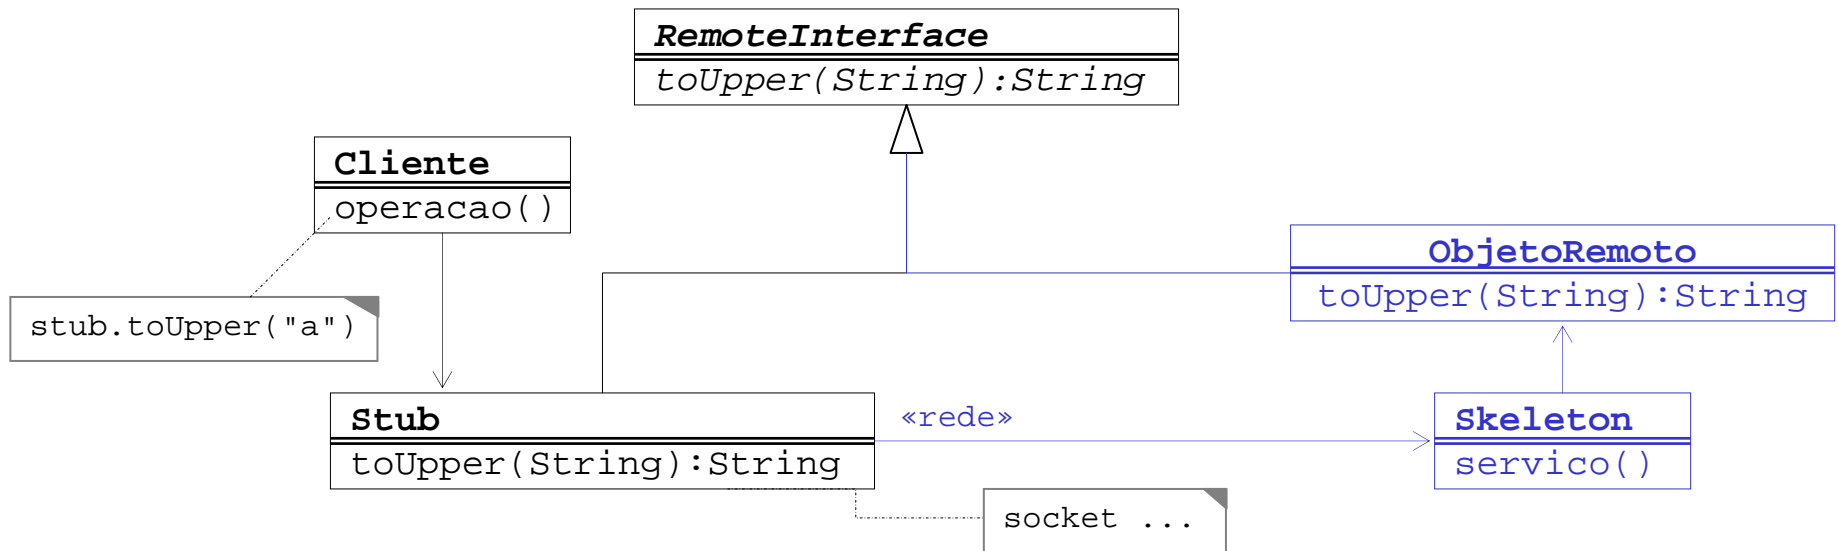 RemoteInterface
toUpper(String):String
Cliente
operacao()
stub.toUpper("a")
ObjetoRemoto
toUpper(String):String
Stub
toUpper(String):String
«rede»
Skeleton
servico()
socket ...